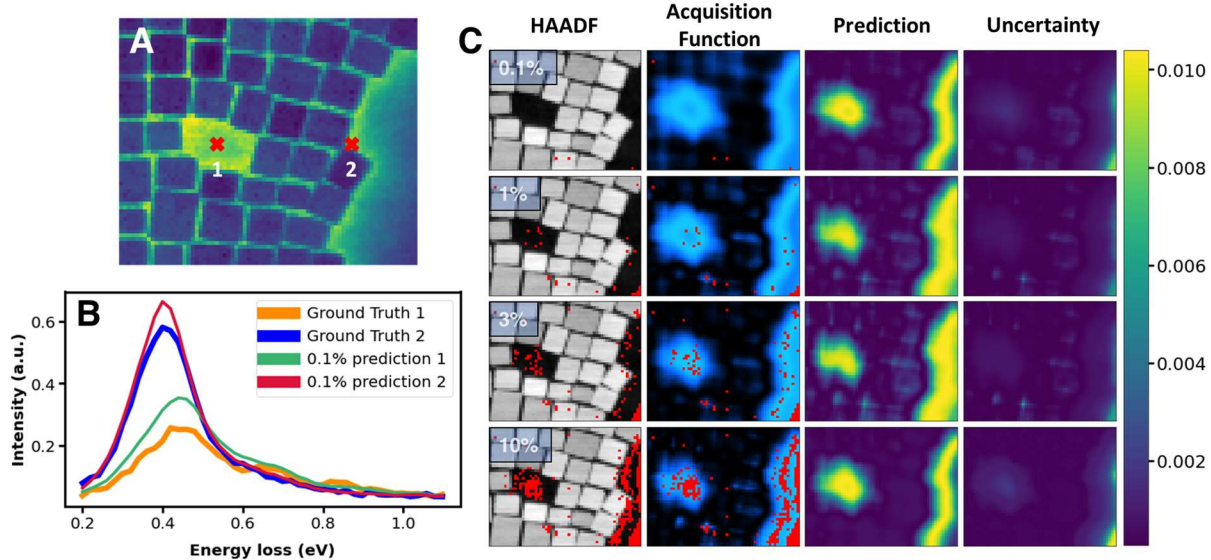 A
1
2
B
Ground Truth 1
Ground Truth 2
0.1% prediction 1
0.1% prediction 2
Intensity (a.u.)
0.6
0.4
0.2
0.2
0.4
0.6
0.8
1.0
Energy loss (eV)
C
HAADF
Acquisition
Function
Prediction
Uncertainty
0.1%
1%
3%
10%
0.010
0.008
0.006
0.004
0.002